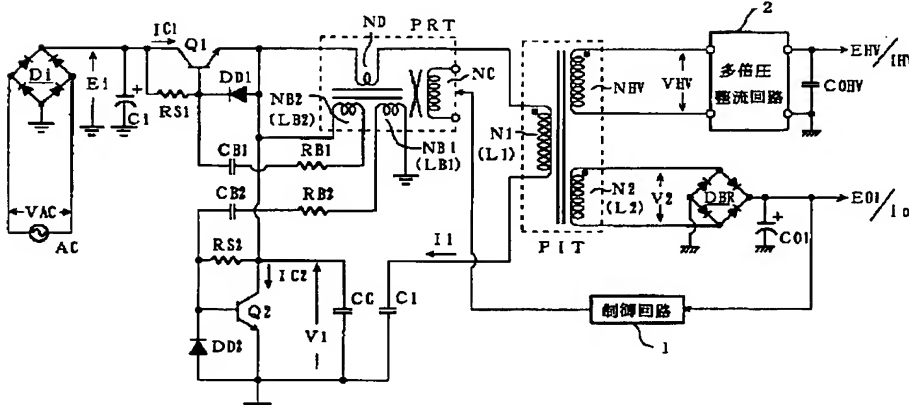 2
IC1
Q1
ND
PRT
EHV/IHV
Di
E1
DD1
NC
多倍圧
整流回路
VHV
NHV
COHV
C1
RS1
NB2
(LB2)
NB1
(LB1)
N1
(L1)
CB1
RB1
CB2
RB2
N2
(L2)
V2
DBR
EO1/Io
CO1
VAC
AC
PIT
RS2
I1
IC2
Q2
CC
C1
V1
制御回路
1
DD2